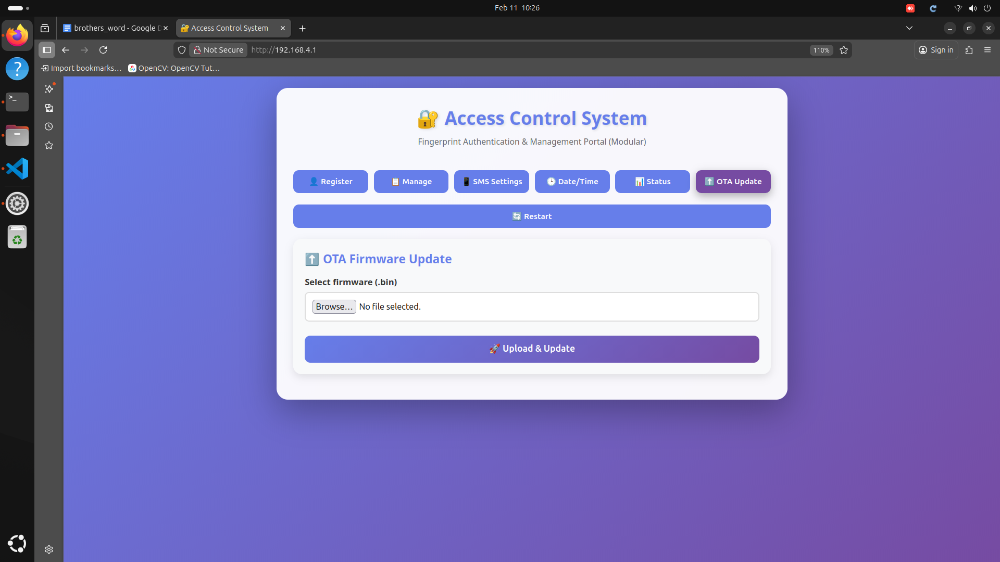 Feb 11 10:26
brothers_word - Google D
Access Control System
Not Secure http://192.168.4.1
110%
Sign in
Import bookmarks...
OpenCV: OpenCV Tut...
🔐 Access Control System
Fingerprint Authentication & Management Portal (Modular)
👤 Register
📋 Manage
📱 SMS Settings
🕒 Date/Time
📊 Status
⬆️ OTA Update
🔄 Restart
⬆️ OTA Firmware Update
Select firmware (.bin)
Browse... No file selected.
🚀 Upload & Update